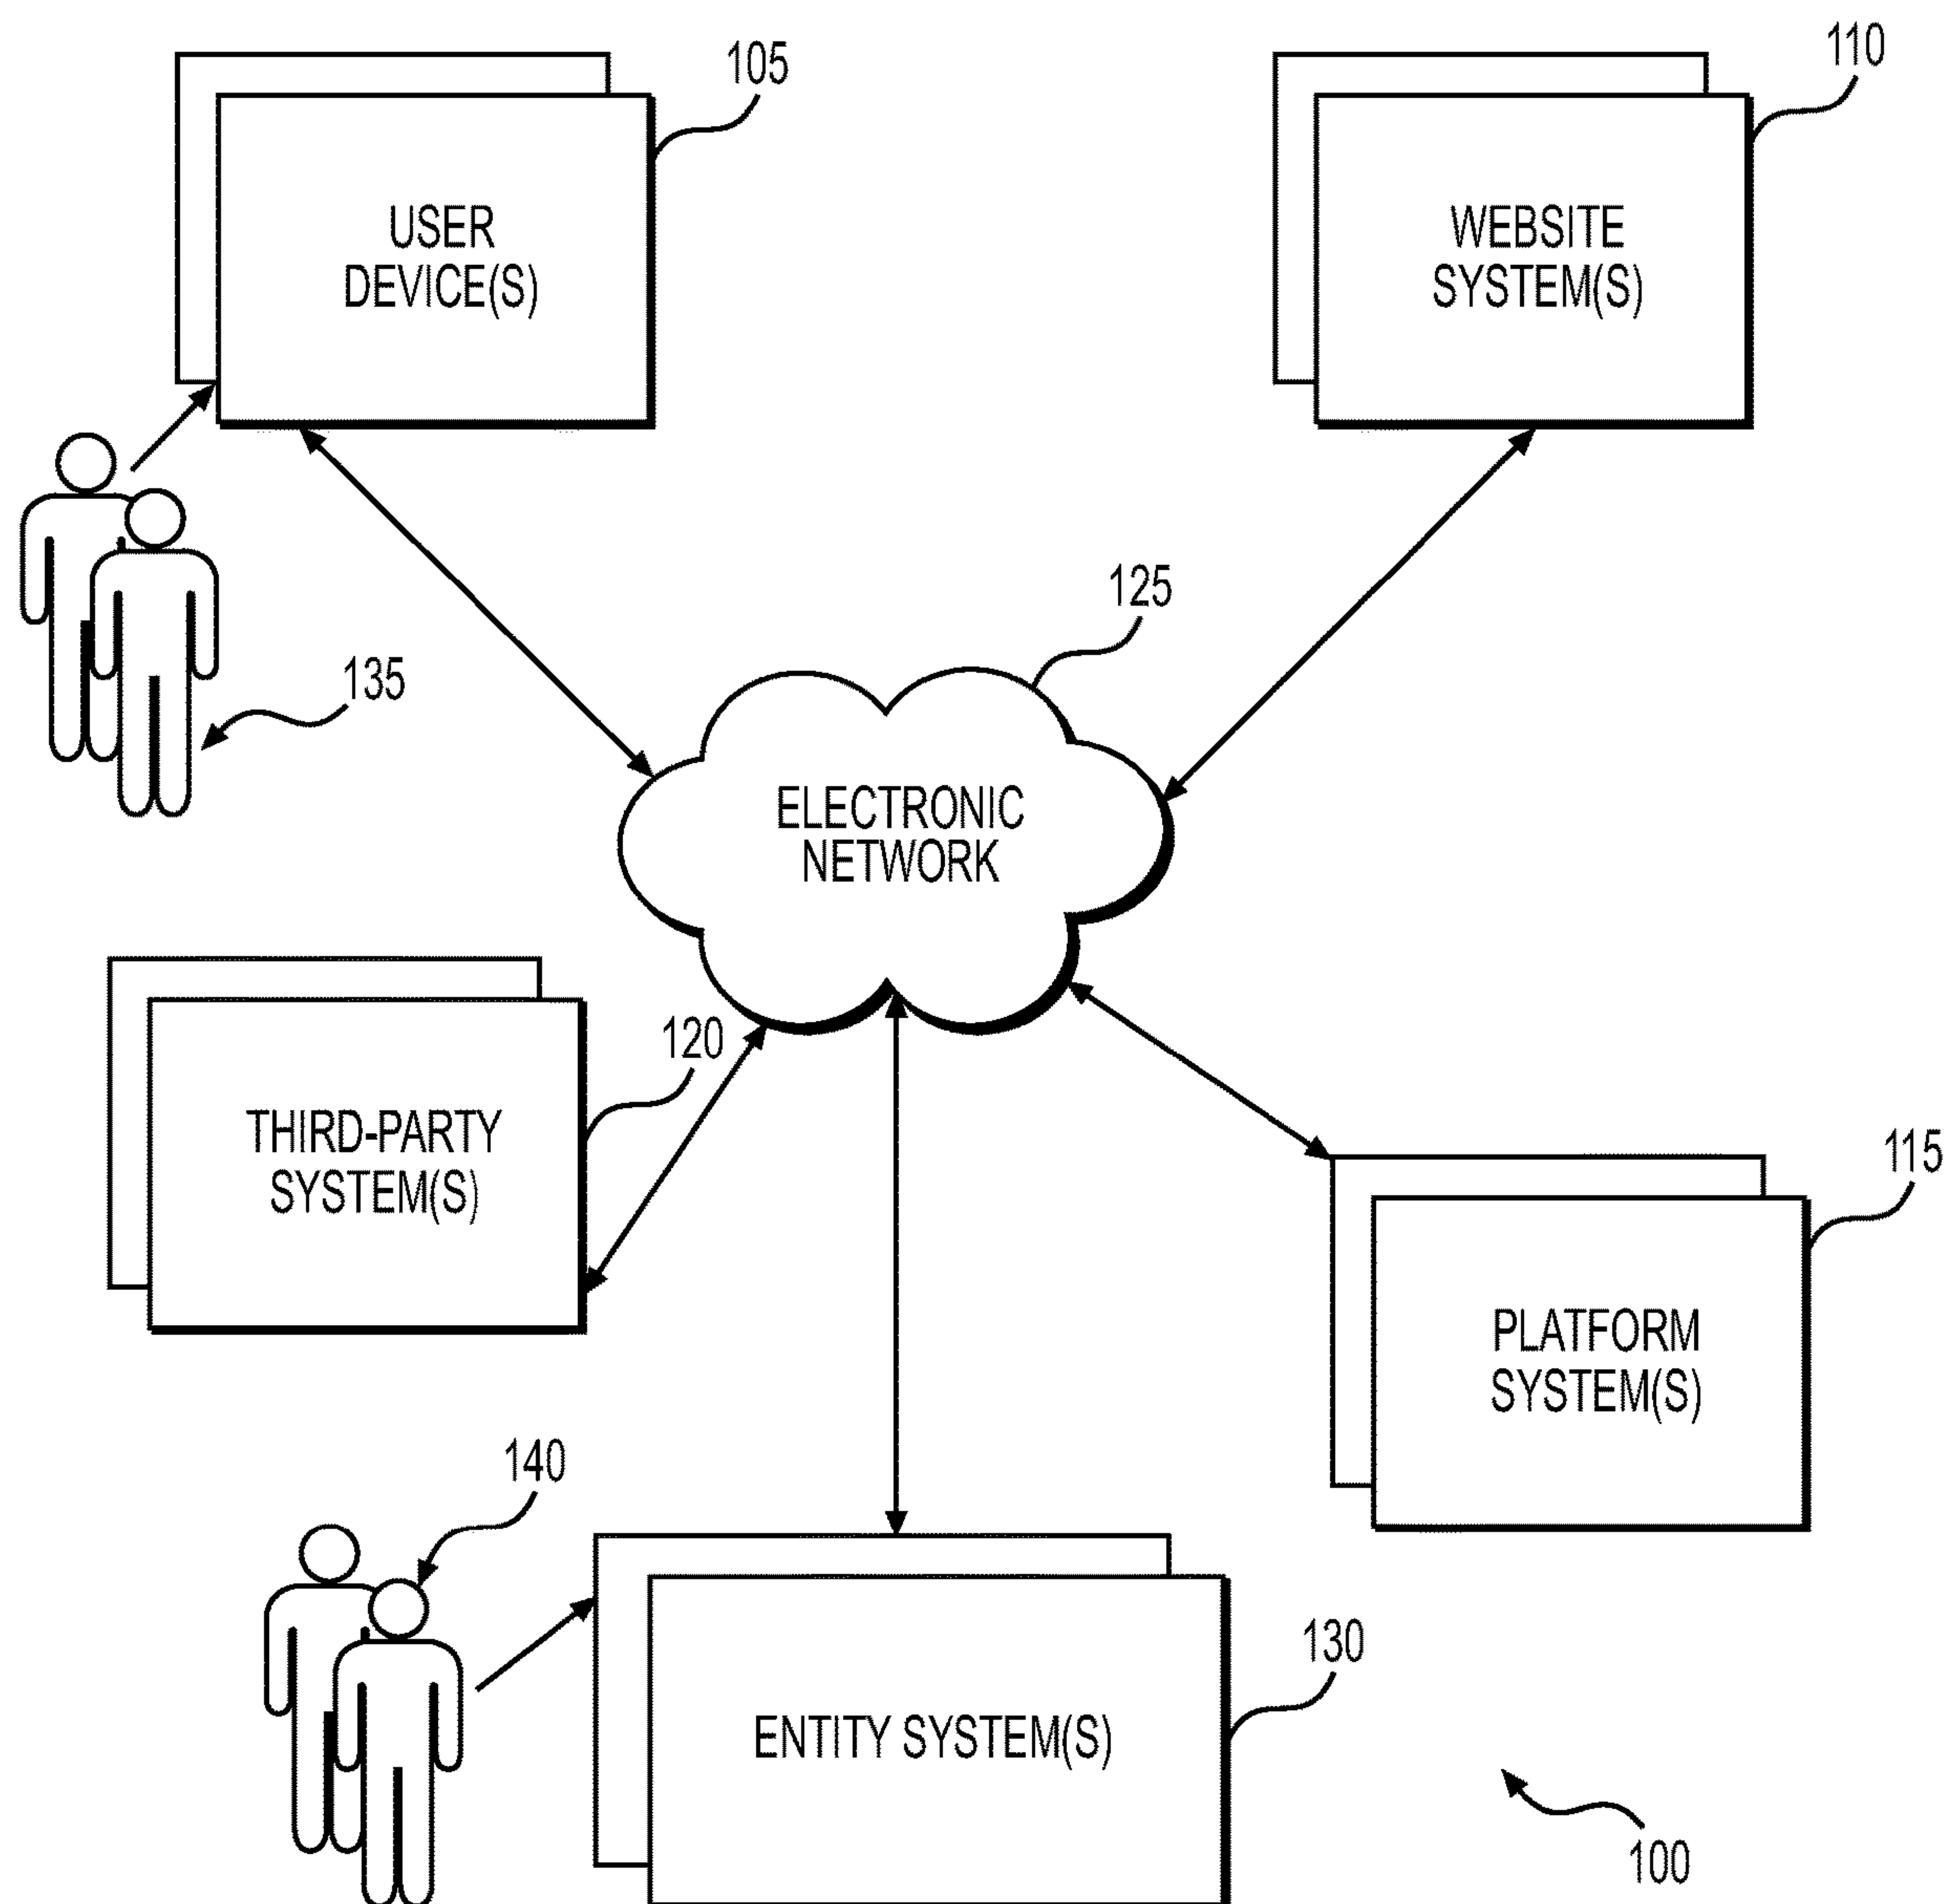 105
110
USER
DEVICE(S)
WEBSITE
SYSTEM(S)
125
135
ELECTRONIC
NETWORK
120
THIRD-PARTY
SYSTEM(S)
115
PLATFORM
SYSTEM(S)
140
130
ENTITY SYSTEM(S)
100